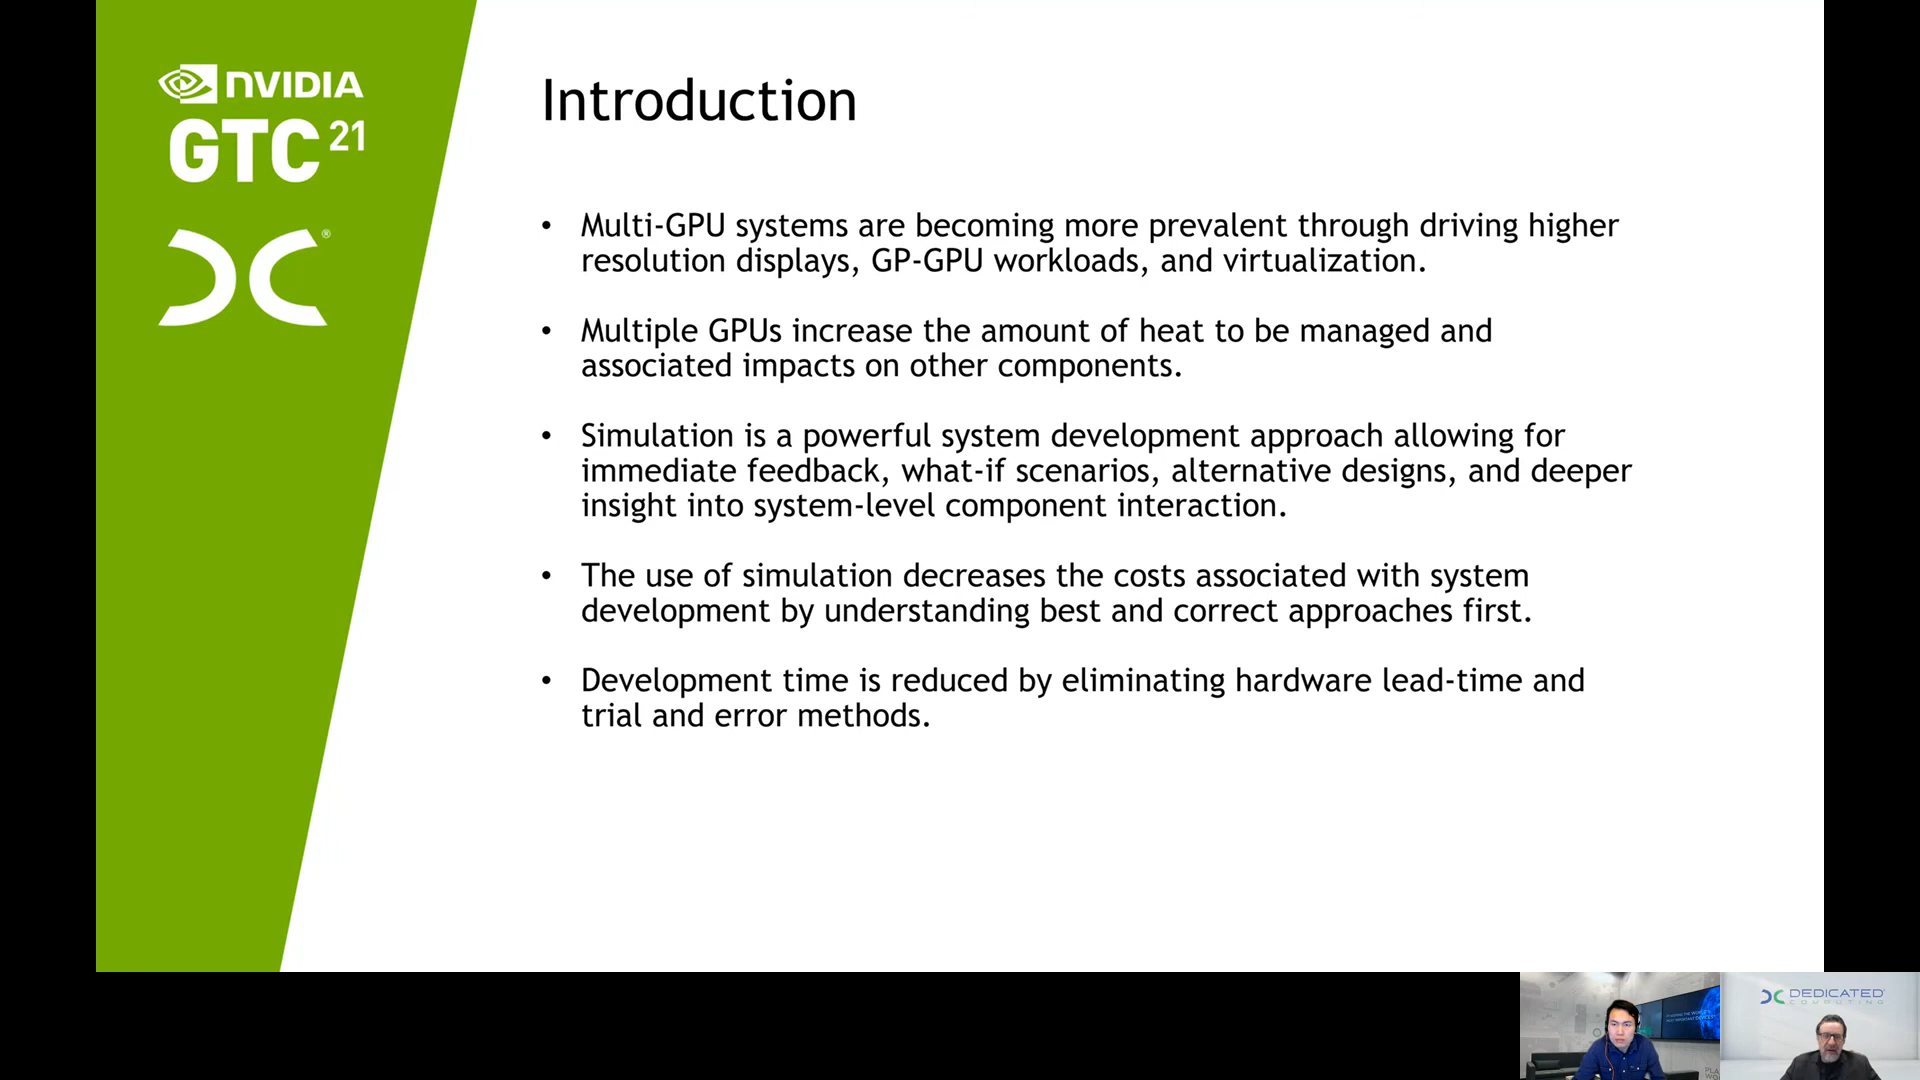 NVIDIA
GTC 21
®
Introduction
• Multi-GPU systems are becoming more prevalent through driving higher
resolution displays, GP-GPU workloads, and virtualization.
• Multiple GPUs increase the amount of heat to be managed and
associated impacts on other components.
• Simulation is a powerful system development approach allowing for
immediate feedback, what-if scenarios, alternative designs, and deeper
insight into system-level component interaction.
• The use of simulation decreases the costs associated with system
development by understanding best and correct approaches first.
• Development time is reduced by eliminating hardware lead-time and
trial and error methods.
DEDICATED
COMPUTING